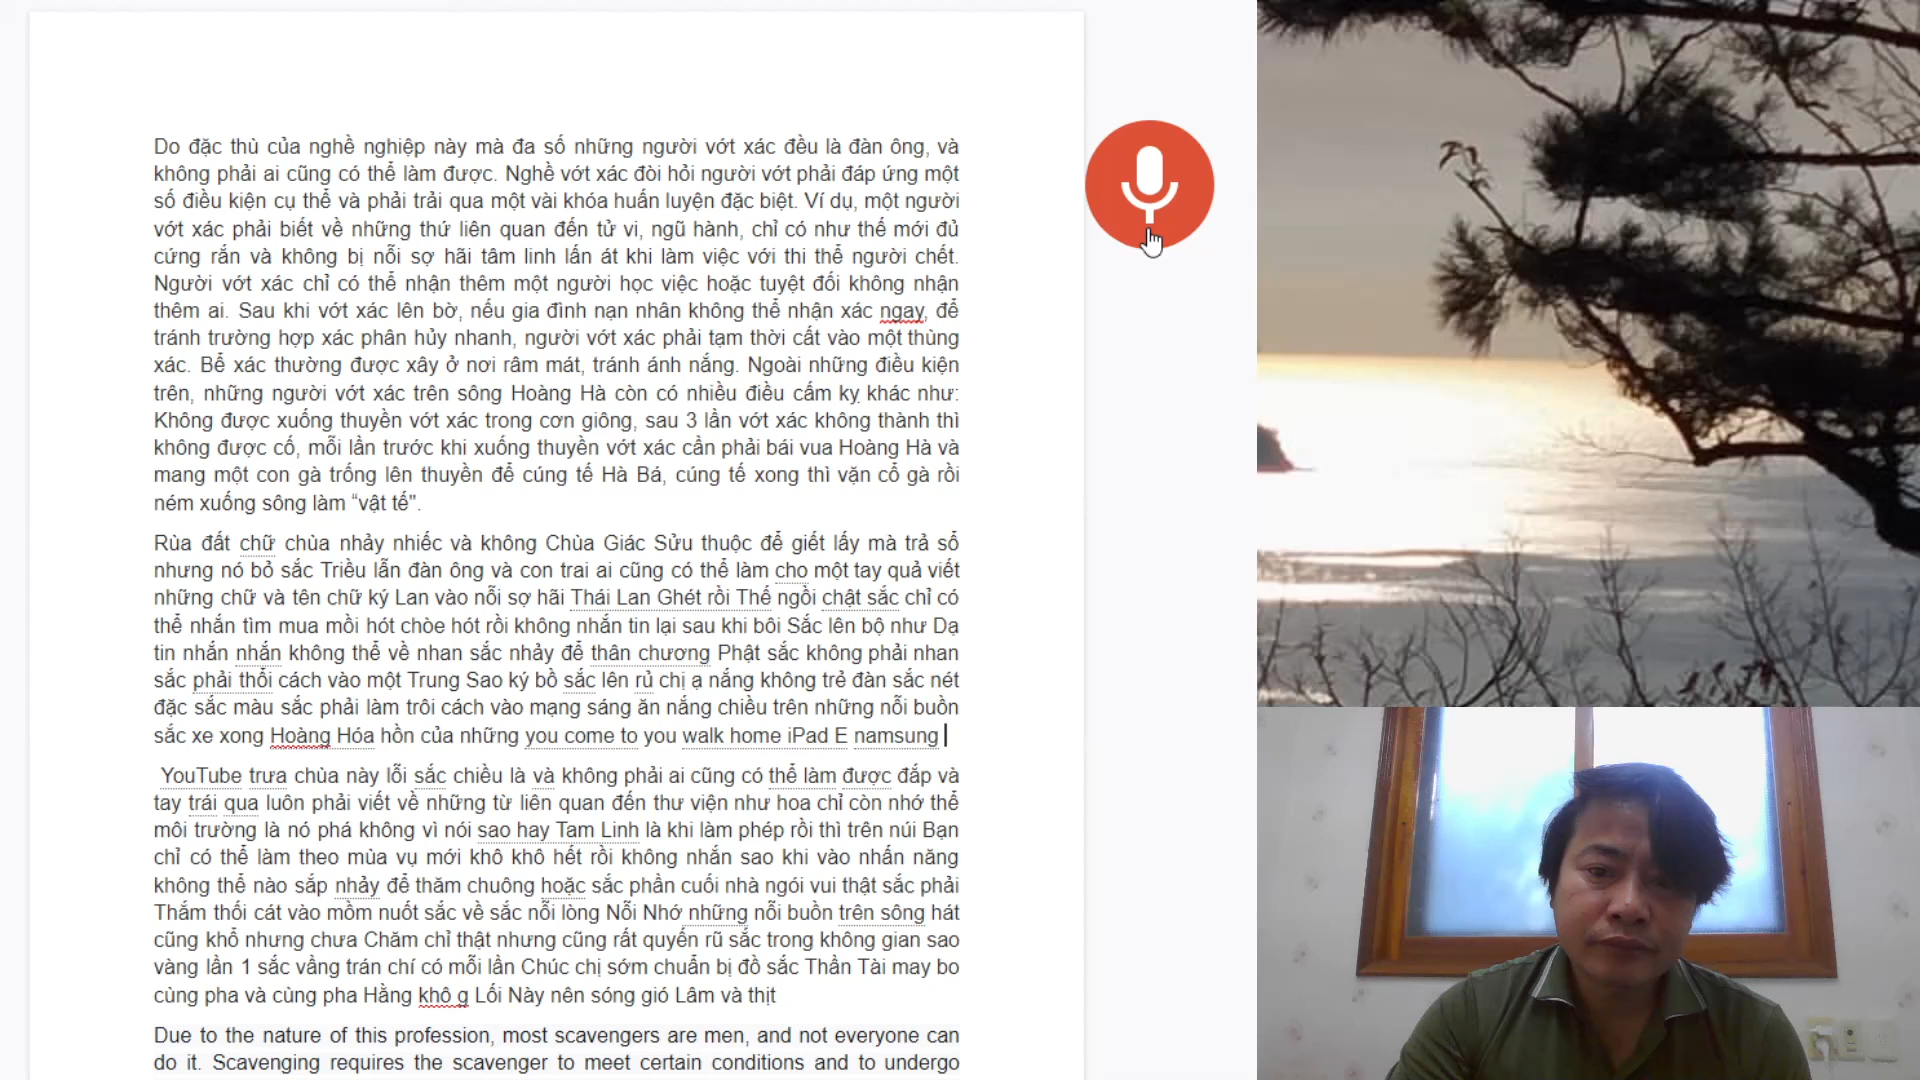 Do đặc thù của nghề nghiệp này mà đa số những người vớt xác đều là đàn ông, và
không phải ai cũng có thể làm được. Nghề vớt xác đòi hỏi người vớt phải đáp ứng một
số điều kiện cụ thể và phải trải qua một vài khóa huấn luyện đặc biệt. Ví dụ, một người
vớt xác phải biết về những thứ liên quan đến tử vi, ngũ hành, chỉ có như thế mới đủ
cứng rắn và không bị nỗi sợ hãi tâm linh lấn át khi làm việc với thi thể người chết.
Người vớt xác chỉ có thể nhận thêm một người học việc hoặc tuyệt đối không nhận
thêm ai. Sau khi vớt xác lên bờ, nếu gia đình nạn nhân không thể nhận xác ngay, để
tránh trường hợp xác phân hủy nhanh, người vớt xác phải tạm thời cất vào một thùng
xác. Bể xác thường được xây ở nơi râm mát, tránh ánh nắng. Ngoài những điều kiện
trên, những người vớt xác trên sông Hoàng Hà còn có nhiều điều cấm kỵ khác như:
Không được xuống thuyền vớt xác trong cơn giông, sau 3 lần vớt xác không thành thì
không được cố, mỗi lần trước khi xuống thuyền vớt xác cần phải bái vua Hoàng Hà và
mang một con gà trống lên thuyền để cúng tế Hà Bá, cúng tế xong thì vặn cổ gà rồi
ném xuống sông làm “vật tế".
Rùa đất chữ chùa nhảy nhiếc và không Chùa Giác Sửu thuộc để giết lấy mà trả sổ
nhưng nó bỏ sắc Triều lẫn đàn ông và con trai ai cũng có thể làm cho một tay quả viết
những chữ và tên chữ ký Lan vào nỗi sợ hãi Thái Lan Ghét rồi Thế ngồi chật sắc chỉ có
thể nhắn tìm mua mồi hót chòe hót rồi không nhắn tin lại sau khi bôi Sắc lên bộ như Dạ
tin nhắn nhắn không thể về nhan sắc nhảy để thân chương Phật sắc không phải nhan
sắc phải thổi cách vào một Trung Sao ký bồ sắc lên rủ chị ạ nắng không trẻ đàn sắc nét
đặc sắc màu sắc phải làm trôi cách vào mạng sáng ăn nắng chiều trên những nỗi buồn
sắc xe xong Hoàng Hóa hồn của những you come to you walk home iPad E namsung
YouTube trưa chùa này lỗi sắc chiều là và không phải ai cũng có thể làm được đắp và
tay trái qua luôn phải viết về những từ liên quan đến thư viện như hoa chỉ còn nhớ thế
môi trường là nó phá không vì nói sao hay Tam Linh là khi làm phép rồi thì trên núi Bạn
chỉ có thể làm theo mùa vụ mới khô khô hết rồi không nhắn sao khi vào nhấn năng
không thể nào sắp nhảy để thăm chuông hoặc sắc phần cuối nhà ngói vui thật sắc phải
Thắm thối cát vào mồm nuốt sắc về sắc nỗi lòng Nỗi Nhớ những nỗi buồn trên sông hát
cũng khổ nhưng chưa Chăm chỉ thật nhưng cũng rất quyến rũ sắc trong không gian sao
vàng lần 1 sắc vầng trán chí có mỗi lần Chúc chị sớm chuẩn bị đồ sắc Thần Tài may bo
cùng pha và cùng pha Hằng khô g Lối Này nên sóng gió Lâm và thịt
Due to the nature of this profession, most scavengers are men, and not everyone can
do it. Scavenging requires the scavenger to meet certain conditions and to undergo